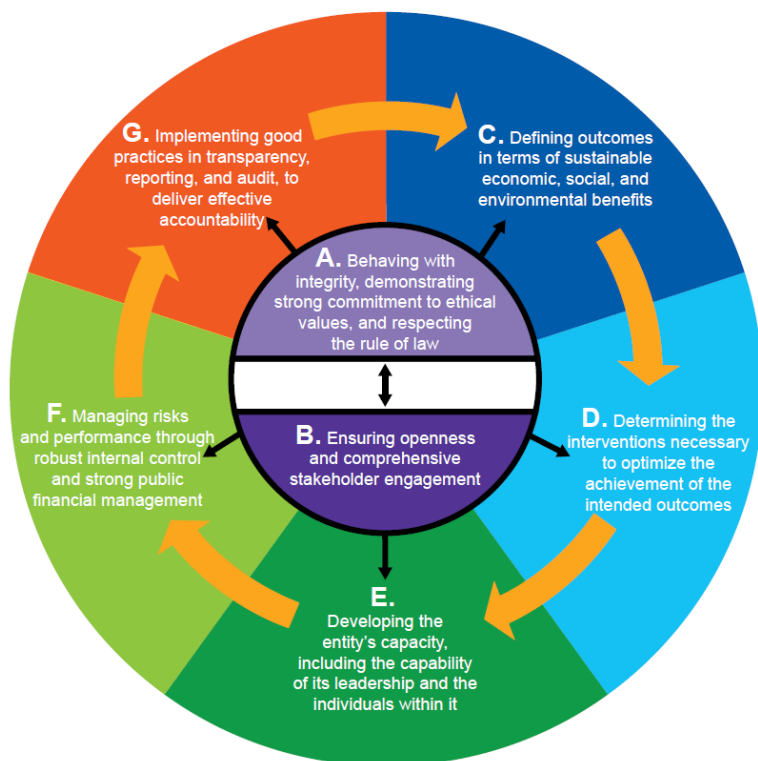 G. Implementing good
practices in transparency,
reporting, and audit, to
deliver effective
accountability
C. Defining outcomes
in terms of sustainable
economic, social, and
environmental benefits
A. Behaving with
integrity, demonstrating
strong commitment to ethical
values, and respecting
the rule of law
B. Ensuring openness
and comprehensive
stakeholder engagement
D. Determining the
interventions necessary
to optimize the
achievement of the
intended outcomes
E.
Developing the
entity's capacity,
including the capability
of its leadership and the
individuals within it
F. Managing risks
and performance through
robust internal control
and strong public
financial management